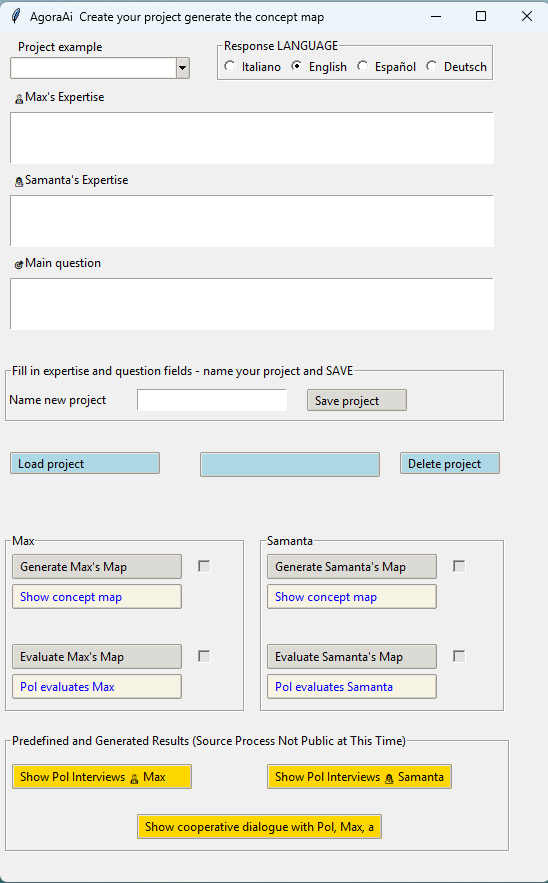 AgoraAi Create your project generate the concept map
Project example
Response LANGUAGE
Italiano English Español Deutsch
Max's Expertise
Samanta's Expertise
Main question
Fill in expertise and question fields - name your project and SAVE
Name new project Save project
Load project Delete project
Max Samanta
Generate Max's Map Generate Samanta's Map
Show concept map Show concept map
Evaluate Max's Map Evaluate Samanta's Map
Pol evaluates Max Pol evaluates Samanta
Predefined and Generated Results (Source Process Not Public at This Time)
Show Pol Interviews Max Show Pol Interviews Samanta
Show cooperative dialogue with Pol, Max, a